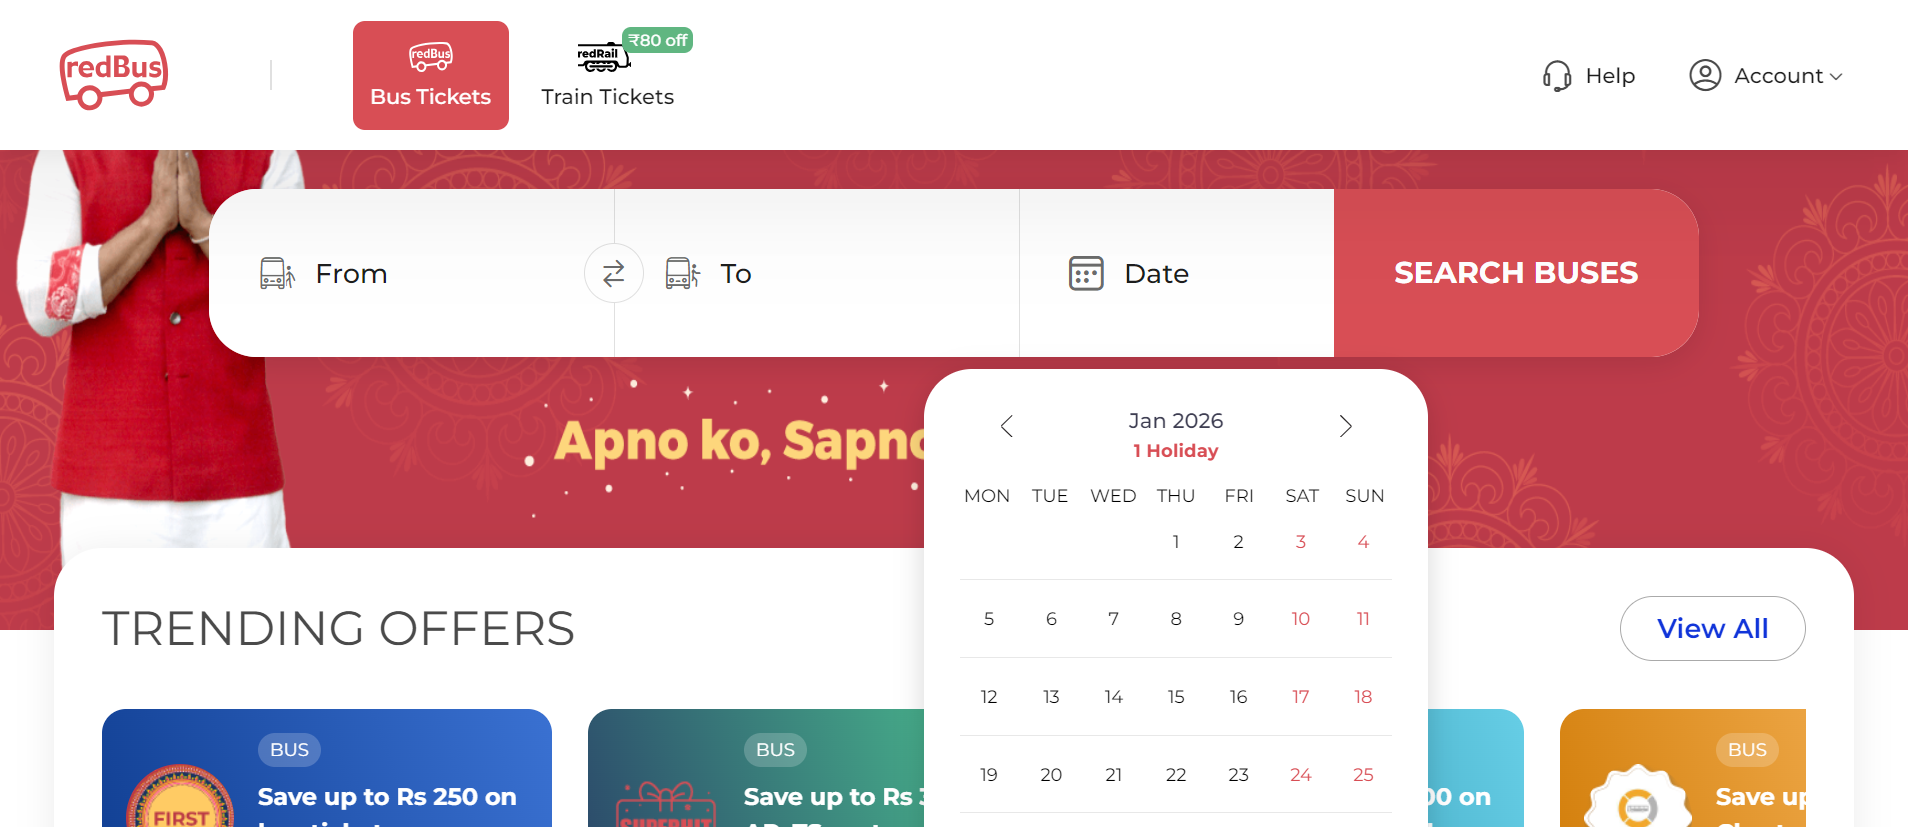 redBus
redBus
Bus Tickets
redRail
₹80 off
Train Tickets
Help
Account
From
To
Date
SEARCH BUSES
Apno ko, Sapno
Jan 2026
1 Holiday
MON TUE WED THU FRI SAT SUN
1 2 3 4
5 6 7 8 9 10 11
12 13 14 15 16 17 18
19 20 21 22 23 24 25
TRENDING OFFERS
View All
BUS
Save up to Rs 250 on
FIRST
BUS
Save up to Rs
00 on
BUS
Save up